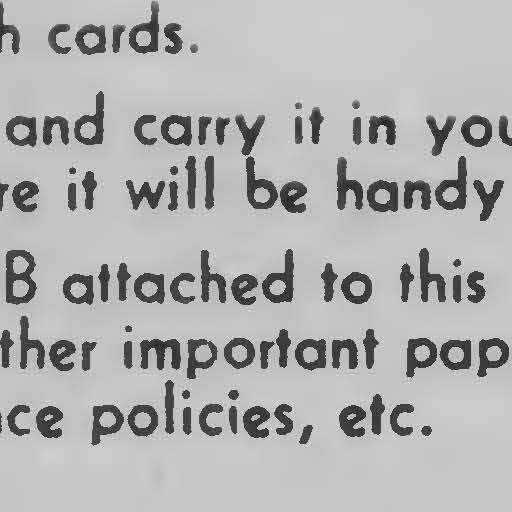 h cards.
and carry it in you
re it will be handy
B attached to this
ther important pap
nce policies, etc.